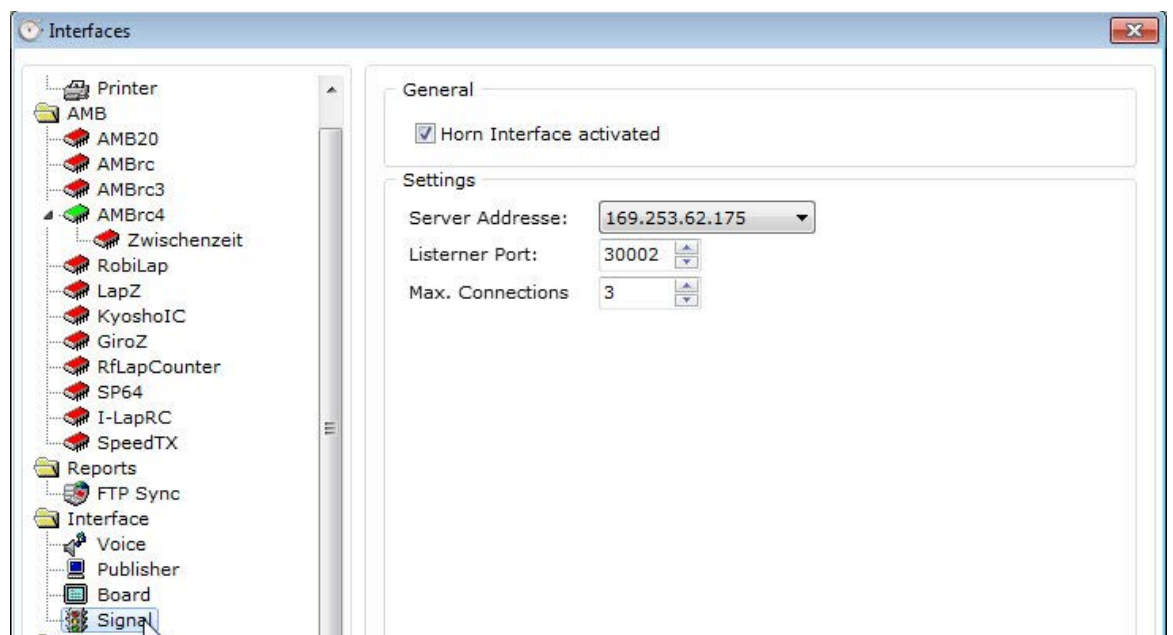 Interfaces
Printer
AMB
AMB20
AMBrc
AMBrc3
AMBrc4
Zwischenzeit
RobiLap
LapZ
KyoshoIC
GiroZ
RfLapCounter
SP64
I-LapRC
SpeedTX
Reports
FTP Sync
Interface
Voice
Publisher
Board
Signal
General
Horn Interface activated
Settings
Server Addresse: 169.253.62.175
Listerner Port: 30002
Max. Connections 3